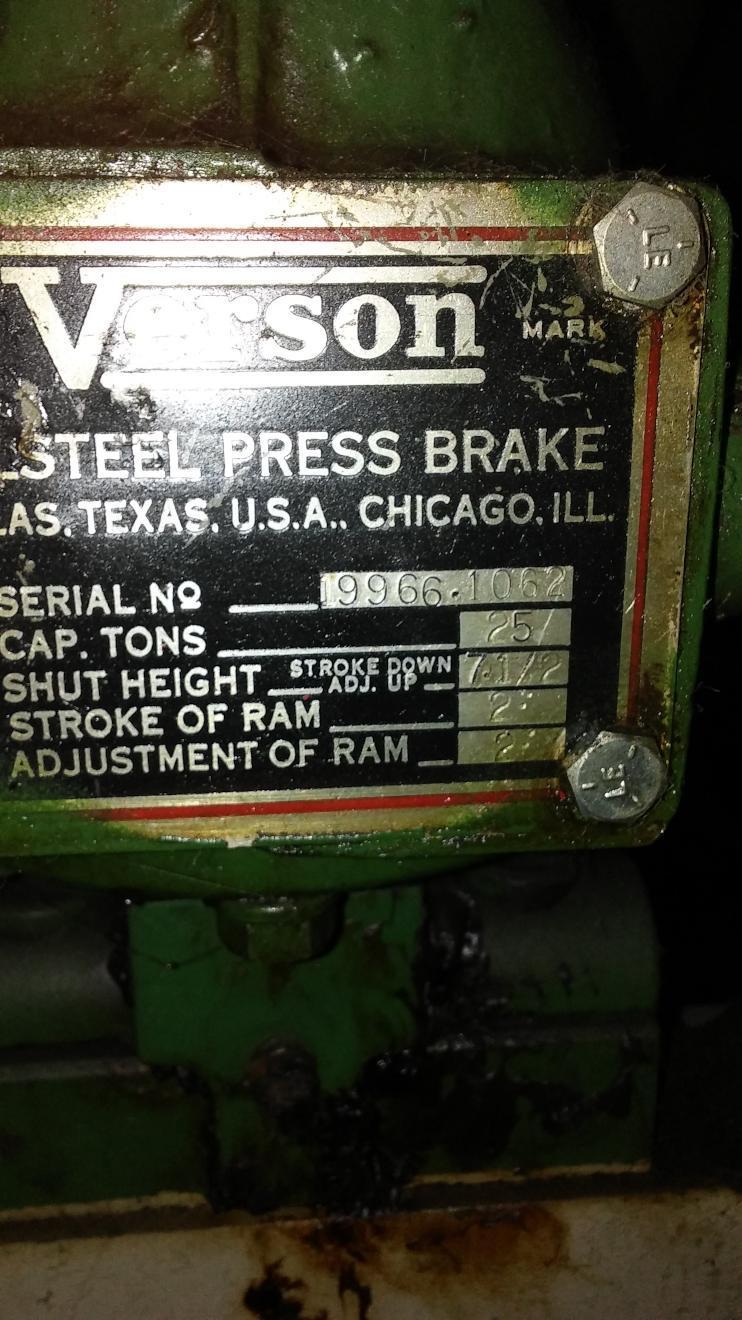 Verson
MARK
LSTEEL PRESS BRAKE
LAS, TEXAS, U.S.A., CHICAGO, ILL.
SERIAL No 19966-1062
CAP. TONS 25/
SHUT HEIGHT STROKE DOWN ADJ. UP 7-1/2
STROKE OF RAM 2"
ADJUSTMENT OF RAM 2"
LE
LE